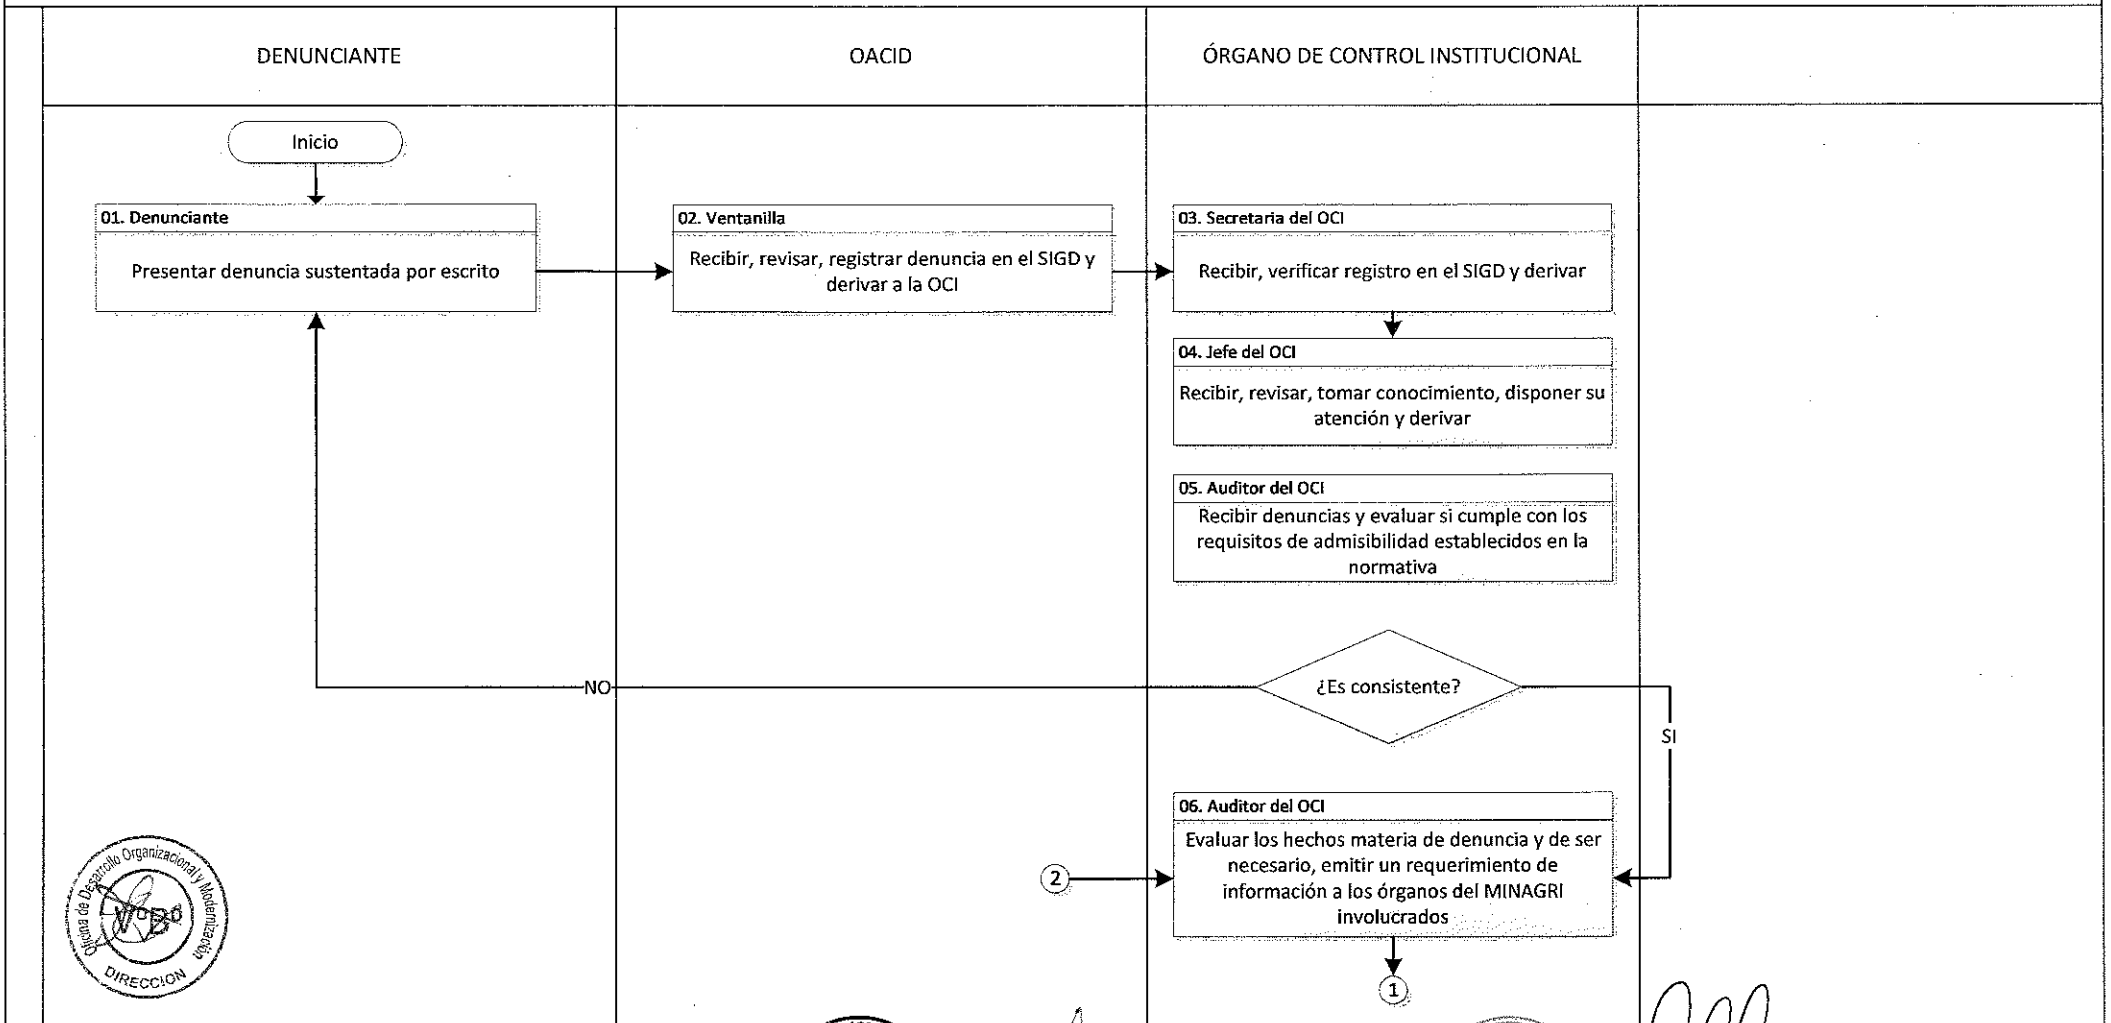 DENUNCIANTE
OACID
ÓRGANO DE CONTROL INSTITUCIONAL
Inicio
01. Denunciante
Presentar denuncia sustentada por escrito
02. Ventanilla
Recibir, revisar, registrar denuncia en el SIGD y
derivar a la OCI
03. Secretaria del OCI
Recibir, verificar registro en el SIGD y derivar
04. Jefe del OCI
Recibir, revisar, tomar conocimiento, disponer su
atención y derivar
05. Auditor del OCI
Recibir denuncias y evaluar si cumple con los
requisitos de admisibilidad establecidos en la
normativa
¿Es consistente?
NO
SI
06. Auditor del OCI
Evaluar los hechos materia de denuncia y de ser
necesario, emitir un requerimiento de
información a los órganos del MINAGRI
involucrados
2
1
Oficina de Desarrollo Organizacional y Modernización
VºBº
DIRECCION